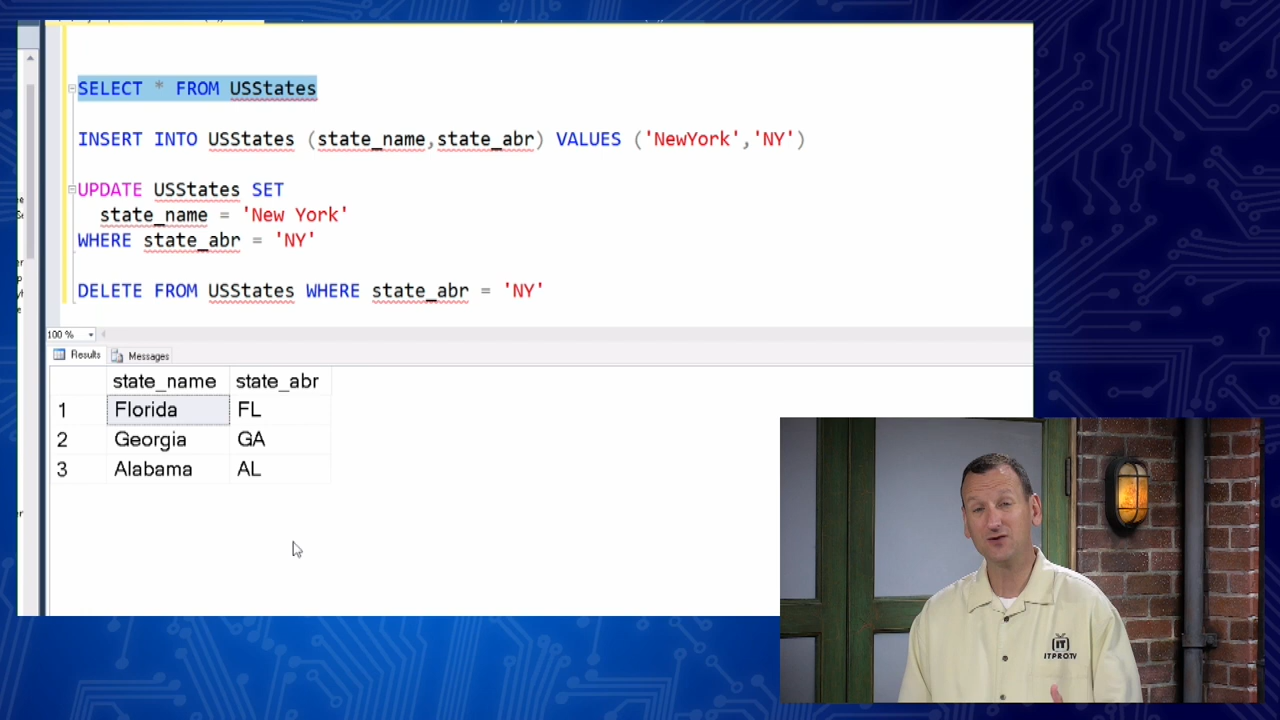 SELECT * FROM USStates
INSERT INTO USStates (state_name,state_abr) VALUES ('NewYork','NY')
UPDATE USStates SET
state_name = 'New York'
WHERE state_abr = 'NY'
DELETE FROM USStates WHERE state_abr = 'NY'
100 %
Results Messages
state_name state_abr
1 Florida FL
2 Georgia GA
3 Alabama AL
IT
ITPROTV